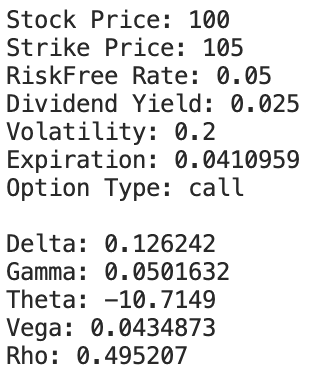 Stock Price: 100
Strike Price: 105
RiskFree Rate: 0.05
Dividend Yield: 0.025
Volatility: 0.2
Expiration: 0.0410959
Option Type: call
Delta: 0.126242
Gamma: 0.0501632
Theta: -10.7149
Vega: 0.0434873
Rho: 0.495207